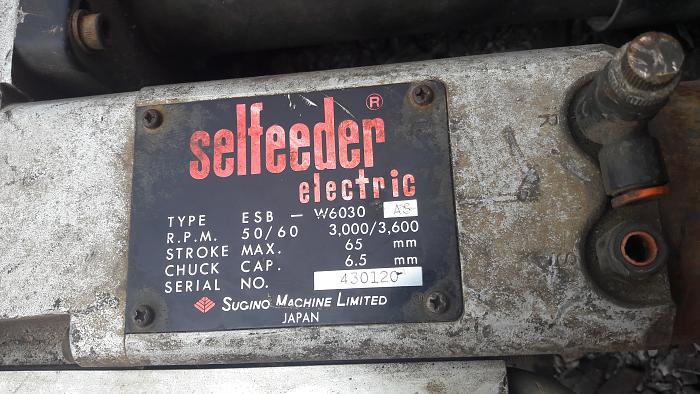 selfeeder ®
electric
TYPE ESB - W6030 AS
R.P.M. 50/60 3,000/3,600
STROKE MAX. 65 mm
CHUCK CAP. 6.5 mm
SERIAL NO. 430120
SUGINO MACHINE LIMITED
JAPAN
R
S